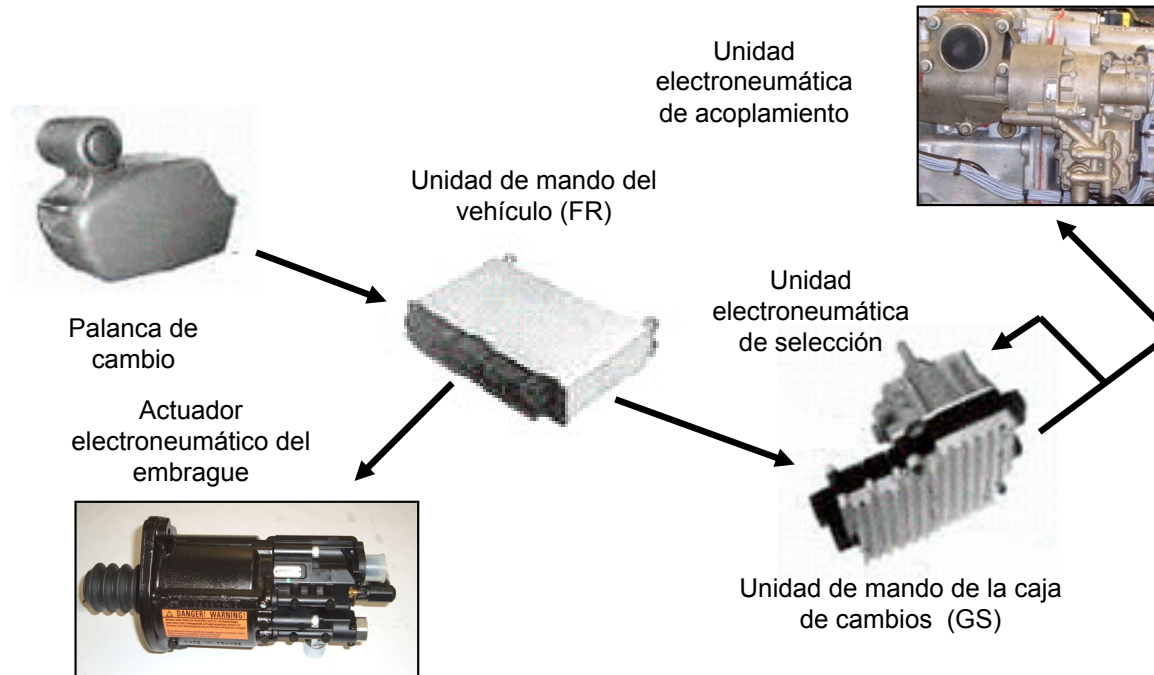 Unidad
electroneumática
de acoplamiento
Unidad de mando del
vehículo (FR)
Unidad
electroneumática
de selección
Palanca de
cambio
Actuador
electroneumático del
embrague
DANGER! WARNING!
Unidad de mando de la caja
de cambios (GS)